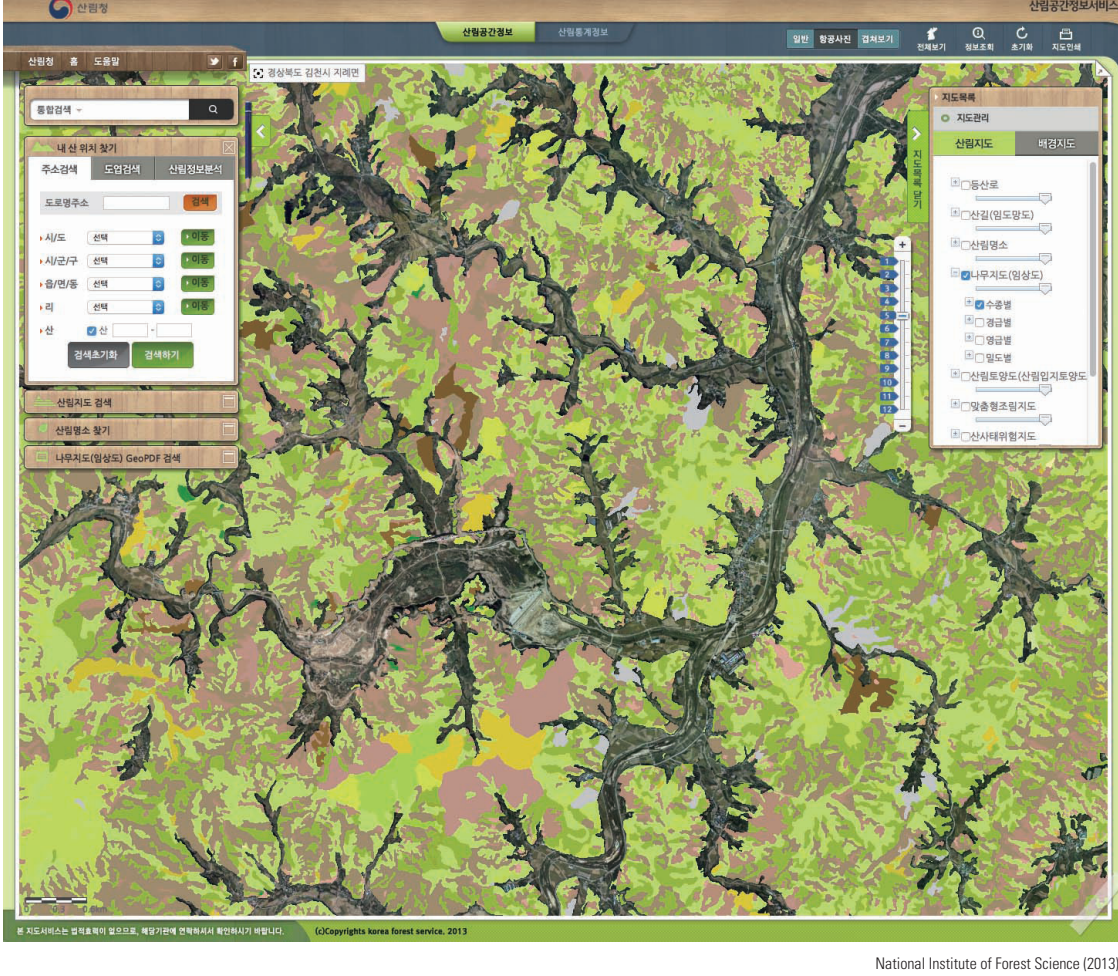 산림청
산림공간정보서비스
산림공간정보
산림통계정보
일반
항공사진
겹쳐보기
전체보기
정보조회
초기화
지도인쇄
산림청 홈 도움말
경상북도 김천시 지례면
통합검색
내 산 위치 찾기
주소검색
도엽검색
산림정보분석
도로명주소
검색
시/도 선택 이동
시/군/구 선택 이동
읍/면/동 선택 이동
리 선택 이동
산 산 -
검색초기화
검색하기
산림지도 검색
산림명소 찾기
나무지도(임상도) GeoPDF 검색
지도목록 닫기
+
1
2
3
4
5
6
7
8
9
10
11
12
-
지도목록
지도관리
산림지도
배경지도
등산로
산길(임도망도)
산림명소
나무지도(임상도)
수종별
경급별
영급별
밀도별
산림토양도(산림입지토양도
맞춤형조림지도
산사태위험지도
본 지도서비스는 법적효력이 없으므로, 해당기관에 연락하셔서 확인하시기 바랍니다.
(c)Copyrights korea forest service. 2013
National Institute of Forest Science (2013)